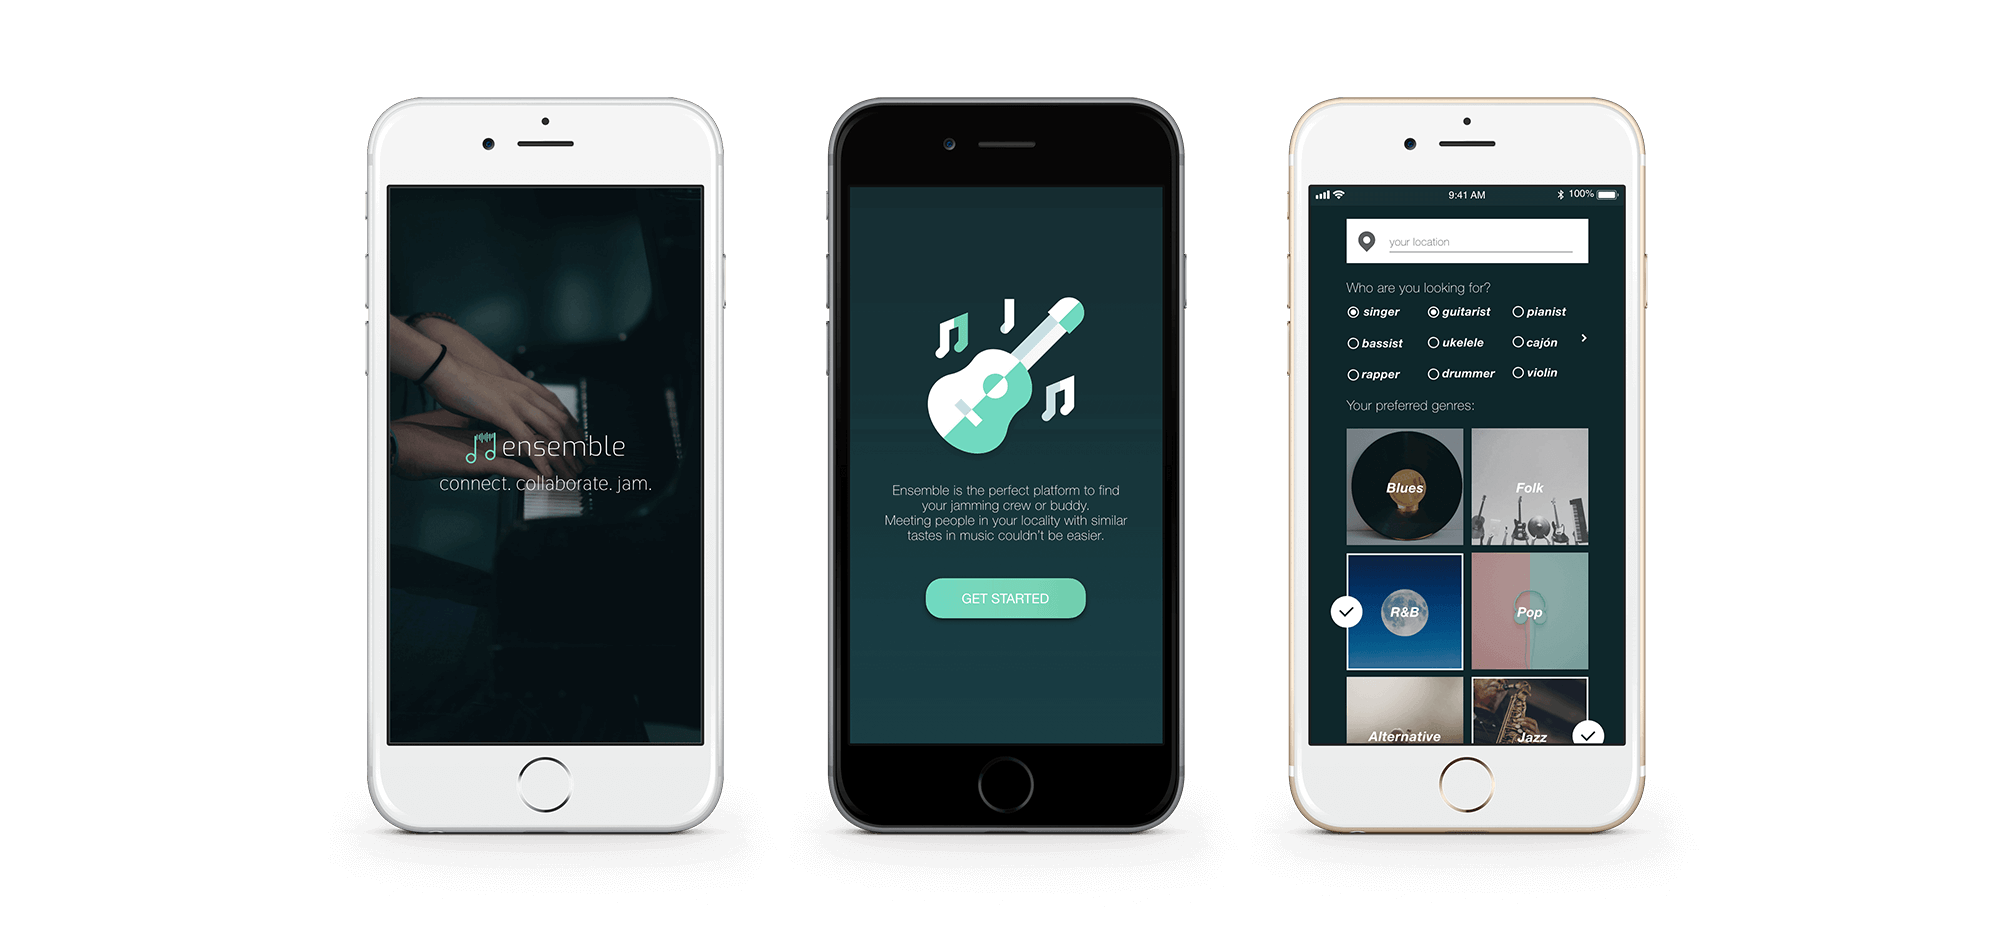 ensemble
connect. collaborate. jam.
Ensemble is the perfect platform to find
your jamming crew or buddy.
Meeting people in your locality with similar
tastes in music couldn't be easier.
GET STARTED
9:41 AM 100%
your location
Who are you looking for?
singer guitarist pianist
bassist ukelele cajón
rapper drummer violin
Your preferred genres:
Blues Folk
R&B Pop
Alternative Jazz